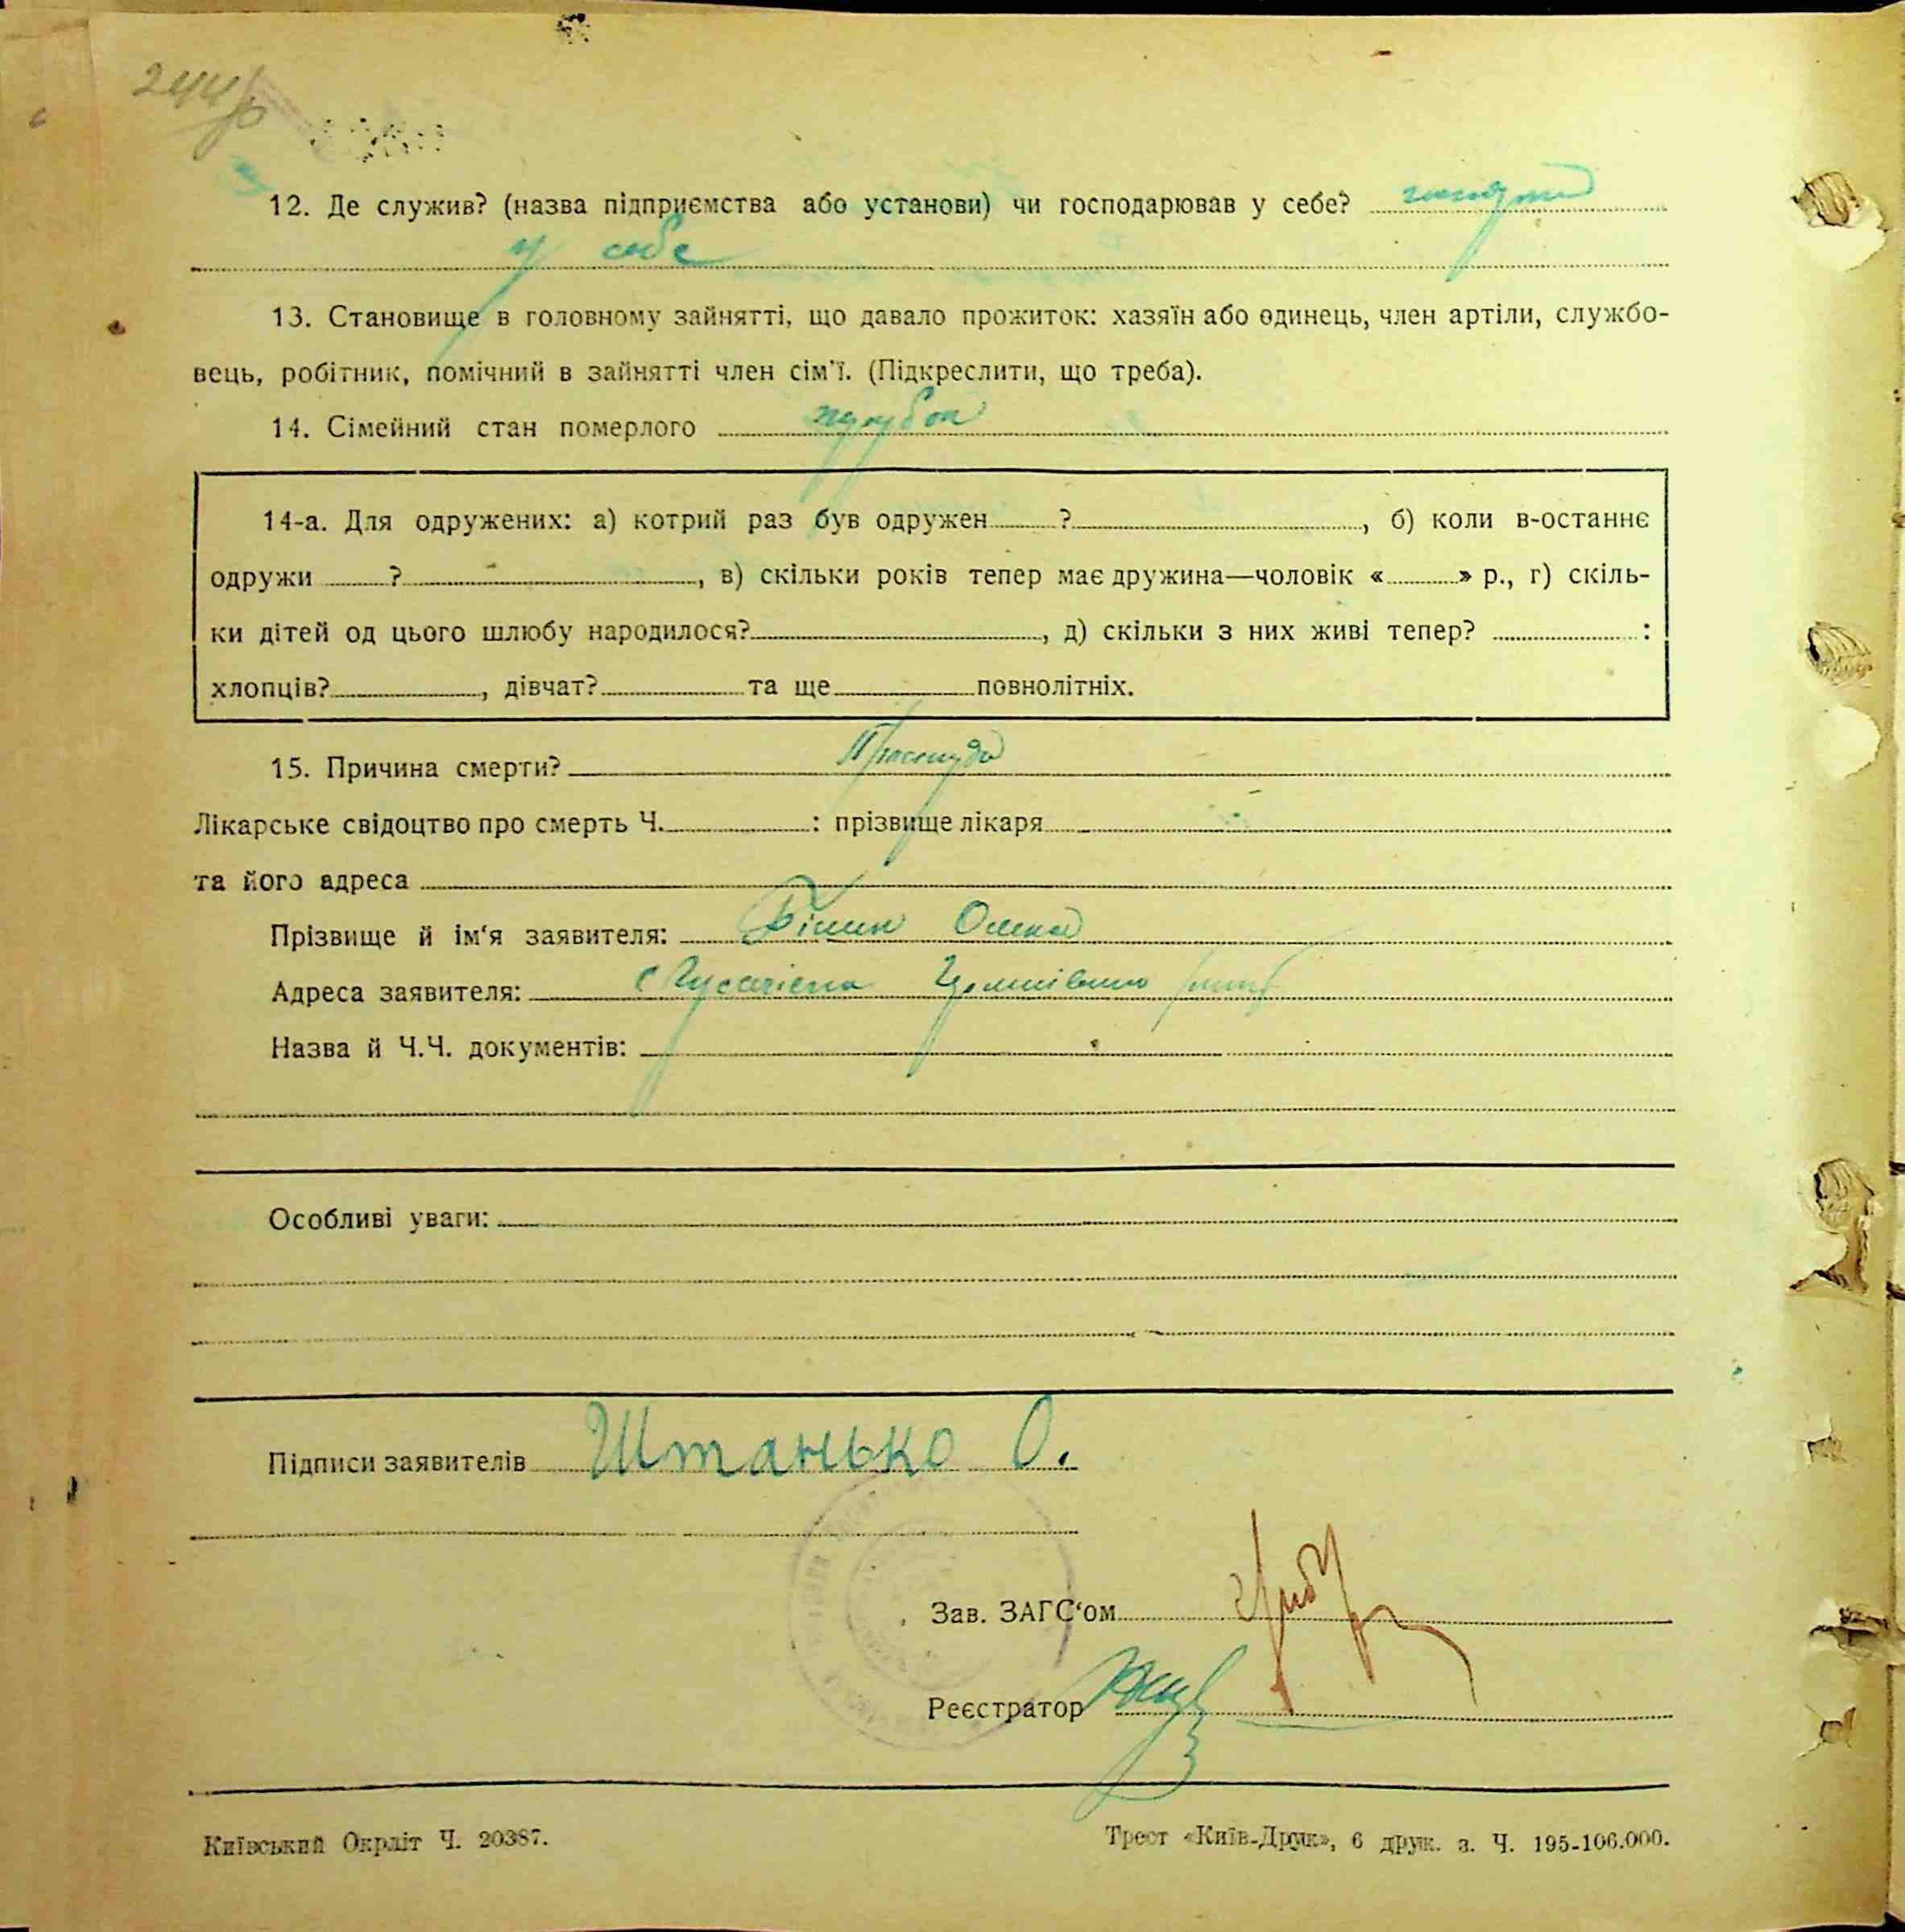 244
12. Де служив? (назва підприємства або установи) чи господарював у себе?
у себе
13. Становище в головному зайнятті, що давало прожиток: хазяїн або одинець, член артіли, службо-
вець, робітник, помічний в зайнятті член сім'ї. (Підкреслити, що треба).
14. Сімейний стан померлого парубок
14-а. Для одружених: а) котрий раз був одружен ? , б) коли в-останнє
одружи ? , в) скільки років тепер має дружина—чоловік « » р., г) скіль-
ки дітей од цього шлюбу народилося? , д) скільки з них живі тепер? :
хлопців? , дівчат? та ще повнолітніх.
15. Причина смерти? Простуда
Лікарське свідоцтво про смерть Ч. : прізвище лікаря
та його адреса
Прізвище й ім'я заявителя:
Адреса заявителя: с
Назва й Ч.Ч. документів:
Особливі уваги:
Підписи заявителів Штанько О.
Зав. ЗАГС'ом
Реєстратор
Київський Окрліт Ч. 20387.
Трест «Київ-Друк», 6 друк. з. Ч. 195-106.000.